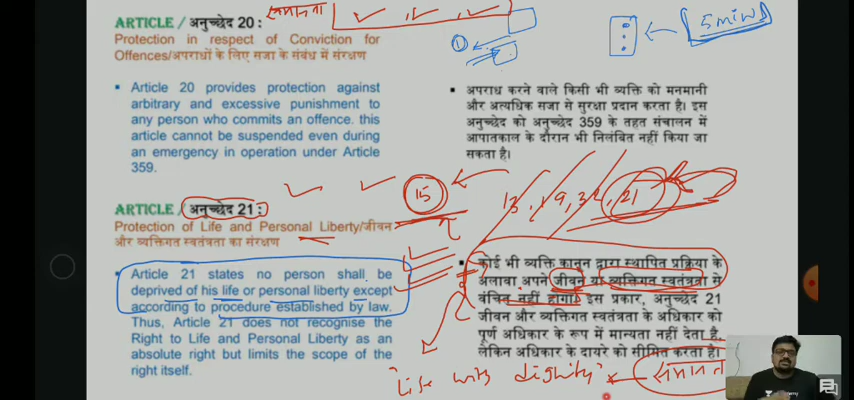 ARTICLE / अनुच्छेद 20 :
समानता
5 mins
Protection in respect of Conviction for
Offences/अपराधों के लिए सजा के संबंध में संरक्षण
1
Article 20 provides protection against
arbitrary and excessive punishment to
any person who commits an offence. this
article cannot be suspended even during
an emergency in operation under Article
359.
अपराध करने वाले किसी भी व्यक्ति को मनमानी
और अत्यधिक सजा से सुरक्षा प्रदान करता है। इस
अनुच्छेद को अनुच्छेद 359 के तहत संचालन में
आपातकाल के दौरान भी निलंबित नहीं किया जा
सकता है।
15
21
ARTICLE / अनुच्छेद 21 :
Protection of Life and Personal Liberty/जीवन
और व्यक्तिगत स्वतंत्रता का संरक्षण
Article 21 states no person shall be
deprived of his life or personal liberty except
according to procedure established by law.
Thus, Article 21 does not recognise the
Right to Life and Personal Liberty as an
absolute right but limits the scope of the
right itself.
कोई भी व्यक्ति कानून द्वारा स्थापित प्रक्रिया के
अलावा अपने जीवन या व्यक्तिगत स्वतंत्रता से
वंचित नहीं होगा। इस प्रकार, अनुच्छेद 21
जीवन और व्यक्तिगत स्वतंत्रता के अधिकार को
पूर्ण अधिकार के रूप में मान्यता नहीं देता है,
लेकिन अधिकार के दायरे को सीमित करता है।
"Life with dignity"